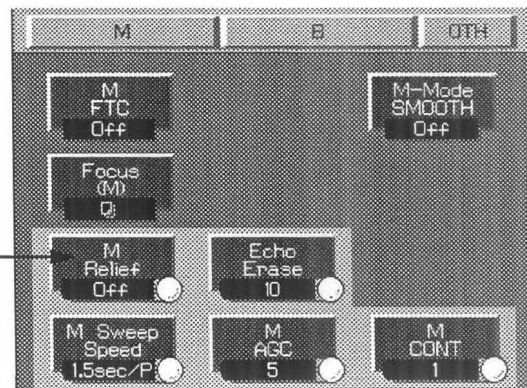 M B OTH
M
FTC
Off
M-Mode
SMOOTH
Off
Focus
(M)
M
Relief
Off
Echo
Erase
10
M Sweep
Speed
1.5sec/P
M
AGC
5
M
CONT
1